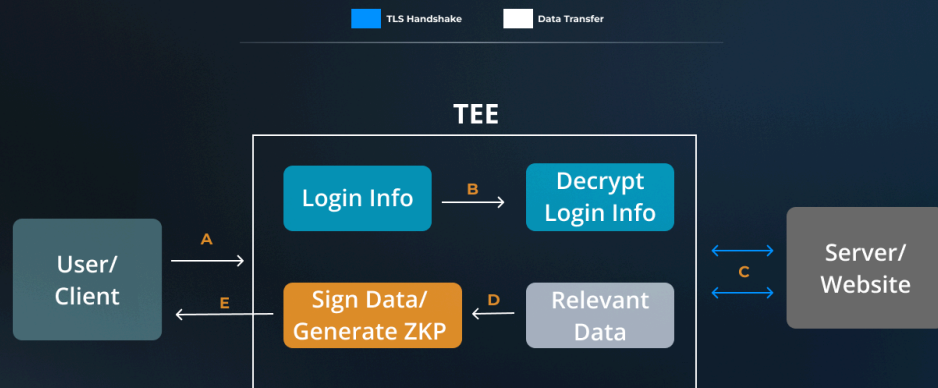 TLS Handshake
Data Transfer
TEE
Login Info
B
Decrypt
Login Info
A
User/
Client
E
Sign Data/
Generate ZKP
D
Relevant
Data
C
Server/
Website